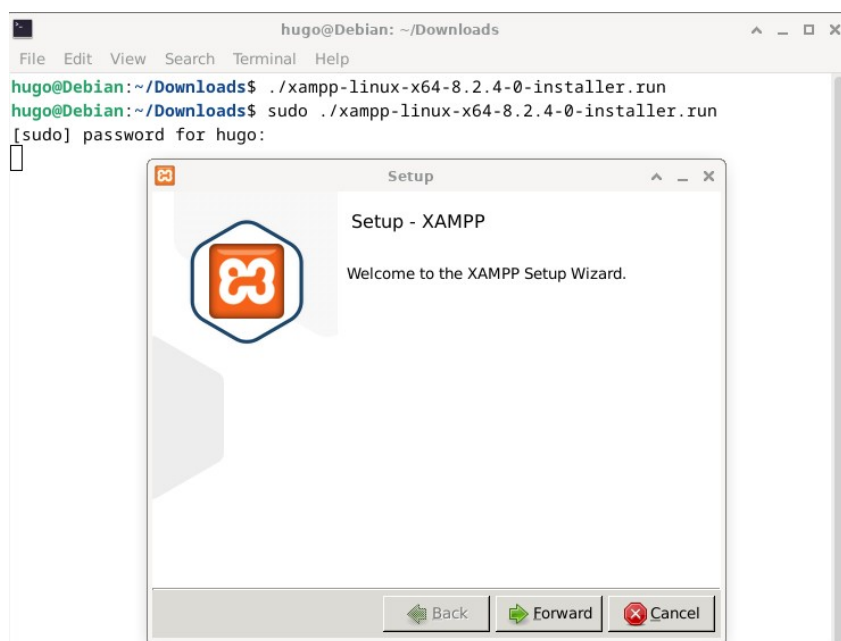 hugo@Debian: ~/Downloads
File Edit View Search Terminal Help
hugo@Debian:~/Downloads$ ./xampp-linux-x64-8.2.4-0-installer.run
hugo@Debian:~/Downloads$ sudo ./xampp-linux-x64-8.2.4-0-installer.run
[sudo] password for hugo:
Setup
Setup - XAMPP
Welcome to the XAMPP Setup Wizard.
Back Forward Cancel